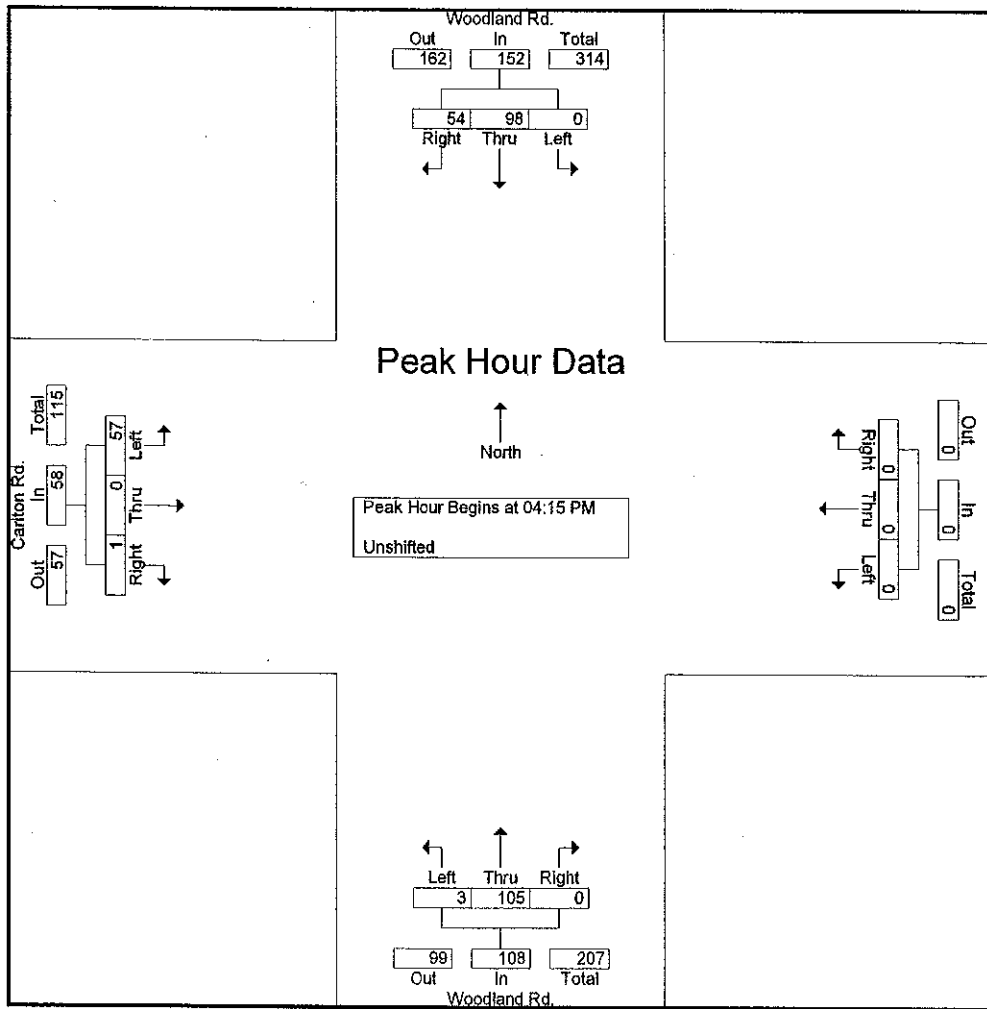 Woodland Rd.
Out In Total
162 152 314
54 98 0
Right Thru Left
Peak Hour Data
North
Peak Hour Begins at 04:15 PM
Unshifted
Carlton Rd.
Out In Total
57 58 115
1 0 57
Right Thru Left
Out In Total
0 0 0
Right Thru Left
0 0 0
Left Thru Right
3 105 0
99 108 207
Out In Total
Woodland Rd.